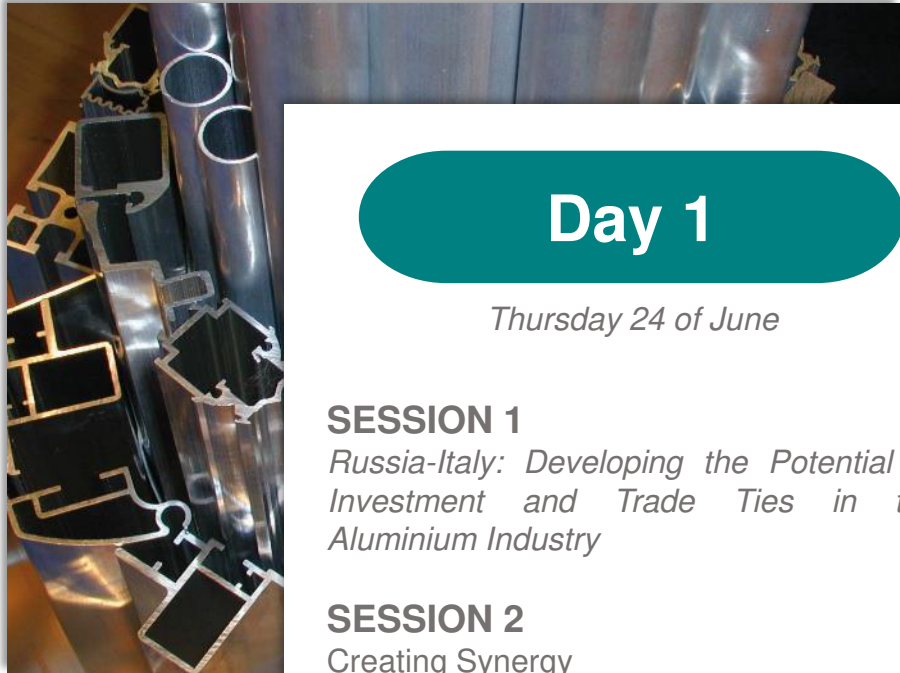 Day 1
Thursday 24 of June
SESSION 1
Russia-Italy: Developing the Potential
Investment and Trade Ties in
Aluminium Industry
SESSION 2
Creating Synergy